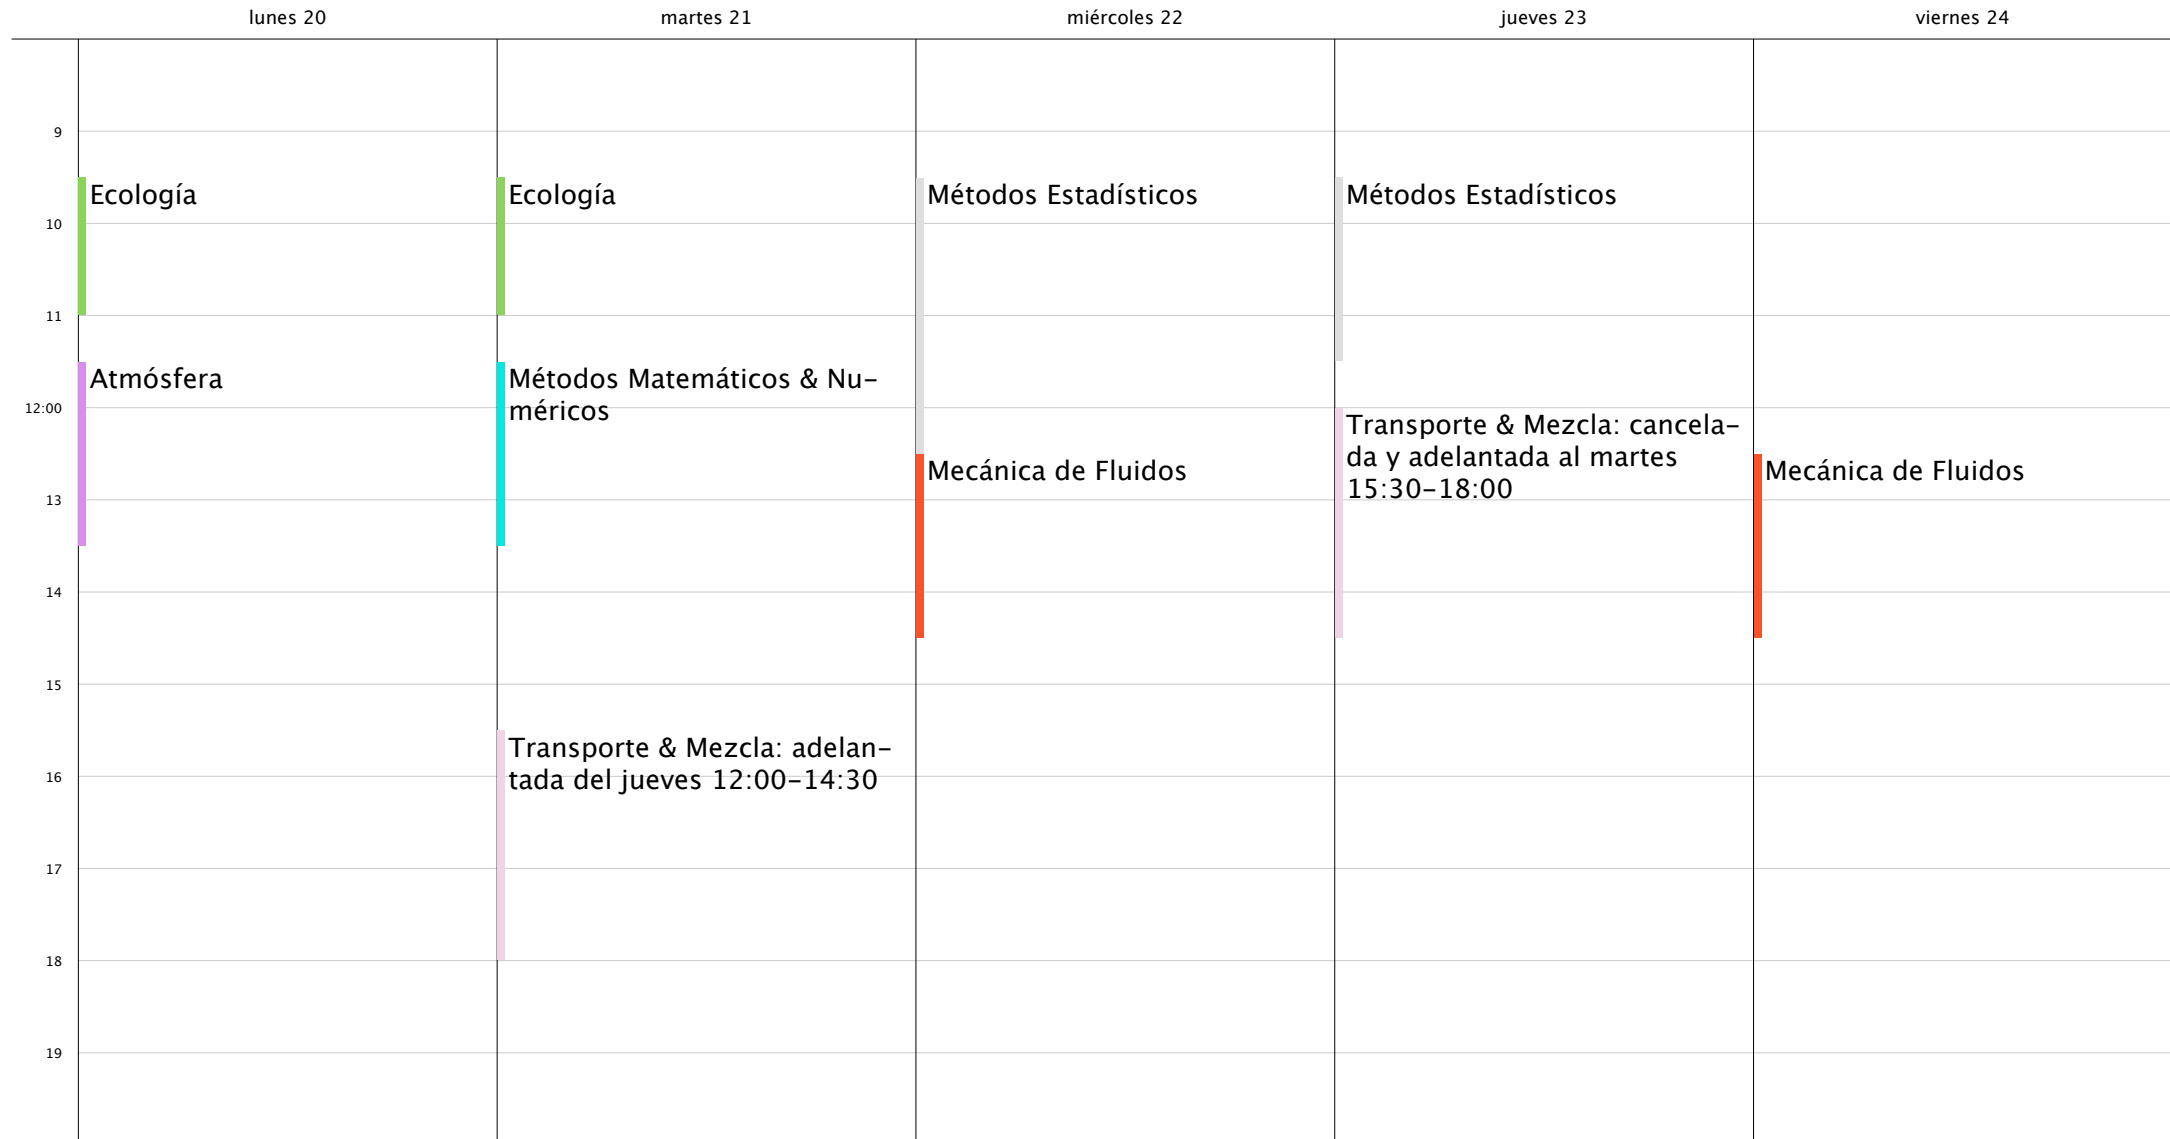 lunes 20
martes 21
miércoles 22
jueves 23
viernes 24
9
Ecología
Ecología
Métodos Estadísticos
Métodos Estadísticos
10
11
Atmósfera
Métodos Matemáticos & Nu-
méricos
12:00
Transporte & Mezcla: cancela-
da y adelantada al martes
15:30-18:00
Mecánica de Fluidos
Mecánica de Fluidos
13
14
15
Transporte & Mezcla: adelan-
tada del jueves 12:00-14:30
16
17
18
19